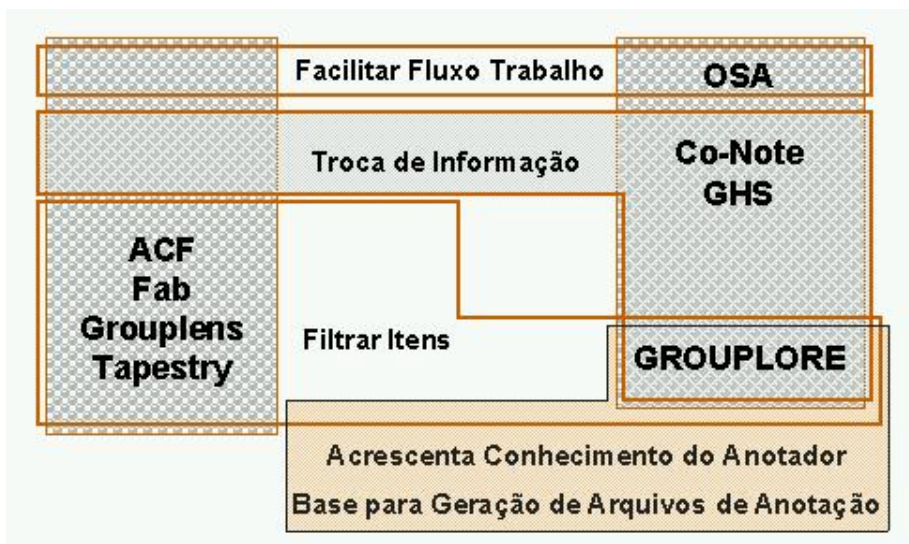 Facilitar Fluxo Trabalho
OSA
Troca de Informação
Co-Note
GHS
ACF
Fab
Grouplens
Tapestry
Filtrar Itens
GROUPLORE
Acrescenta Conhecimento do Anotador
Base para Geração de Arquivos de Anotação